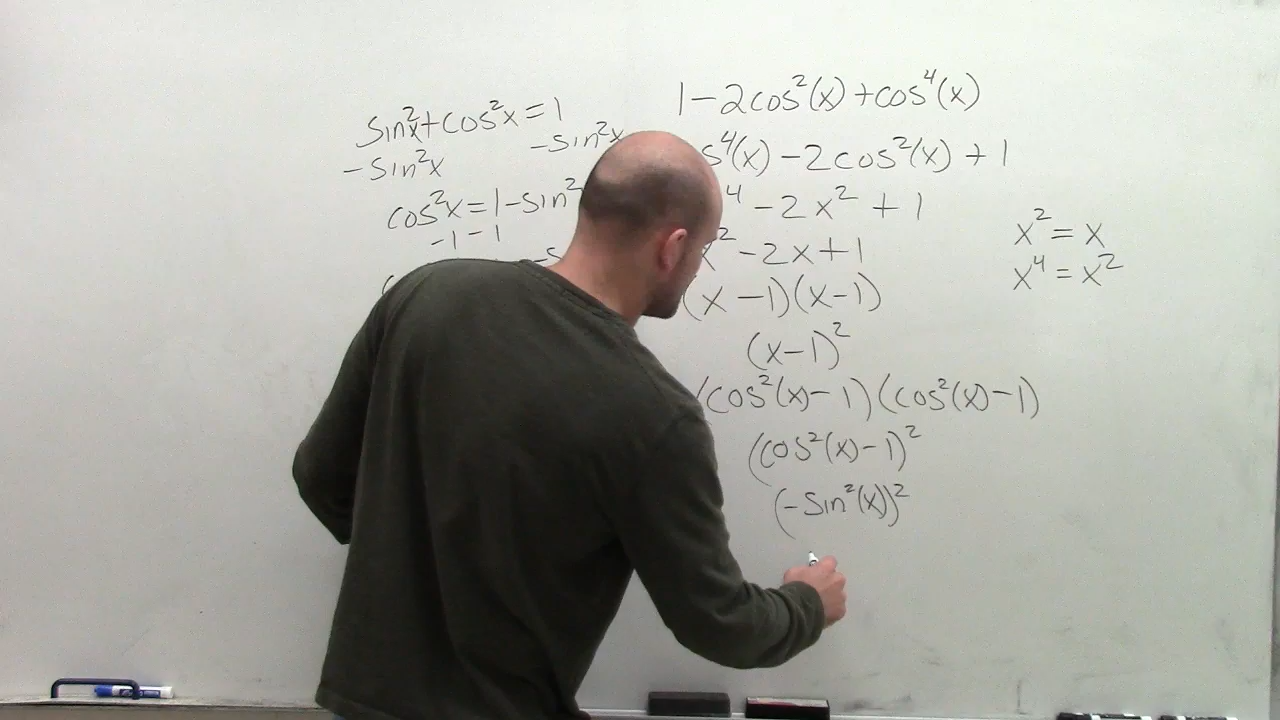 sin²x+cos²x=1
-sin²x -sin²x
cos²x=1-sin²
-1 -1
1-2cos²(x)+cos⁴(x)
s⁴(x)-2cos²(x)+1
⁴-2x²+1
x²-2x+1
(x-1)(x-1)
(x-1)²
(cos²(x)-1)(cos²(x)-1)
(cos²(x)-1)²
(-sin²(x))²
x²=x
x⁴=x²